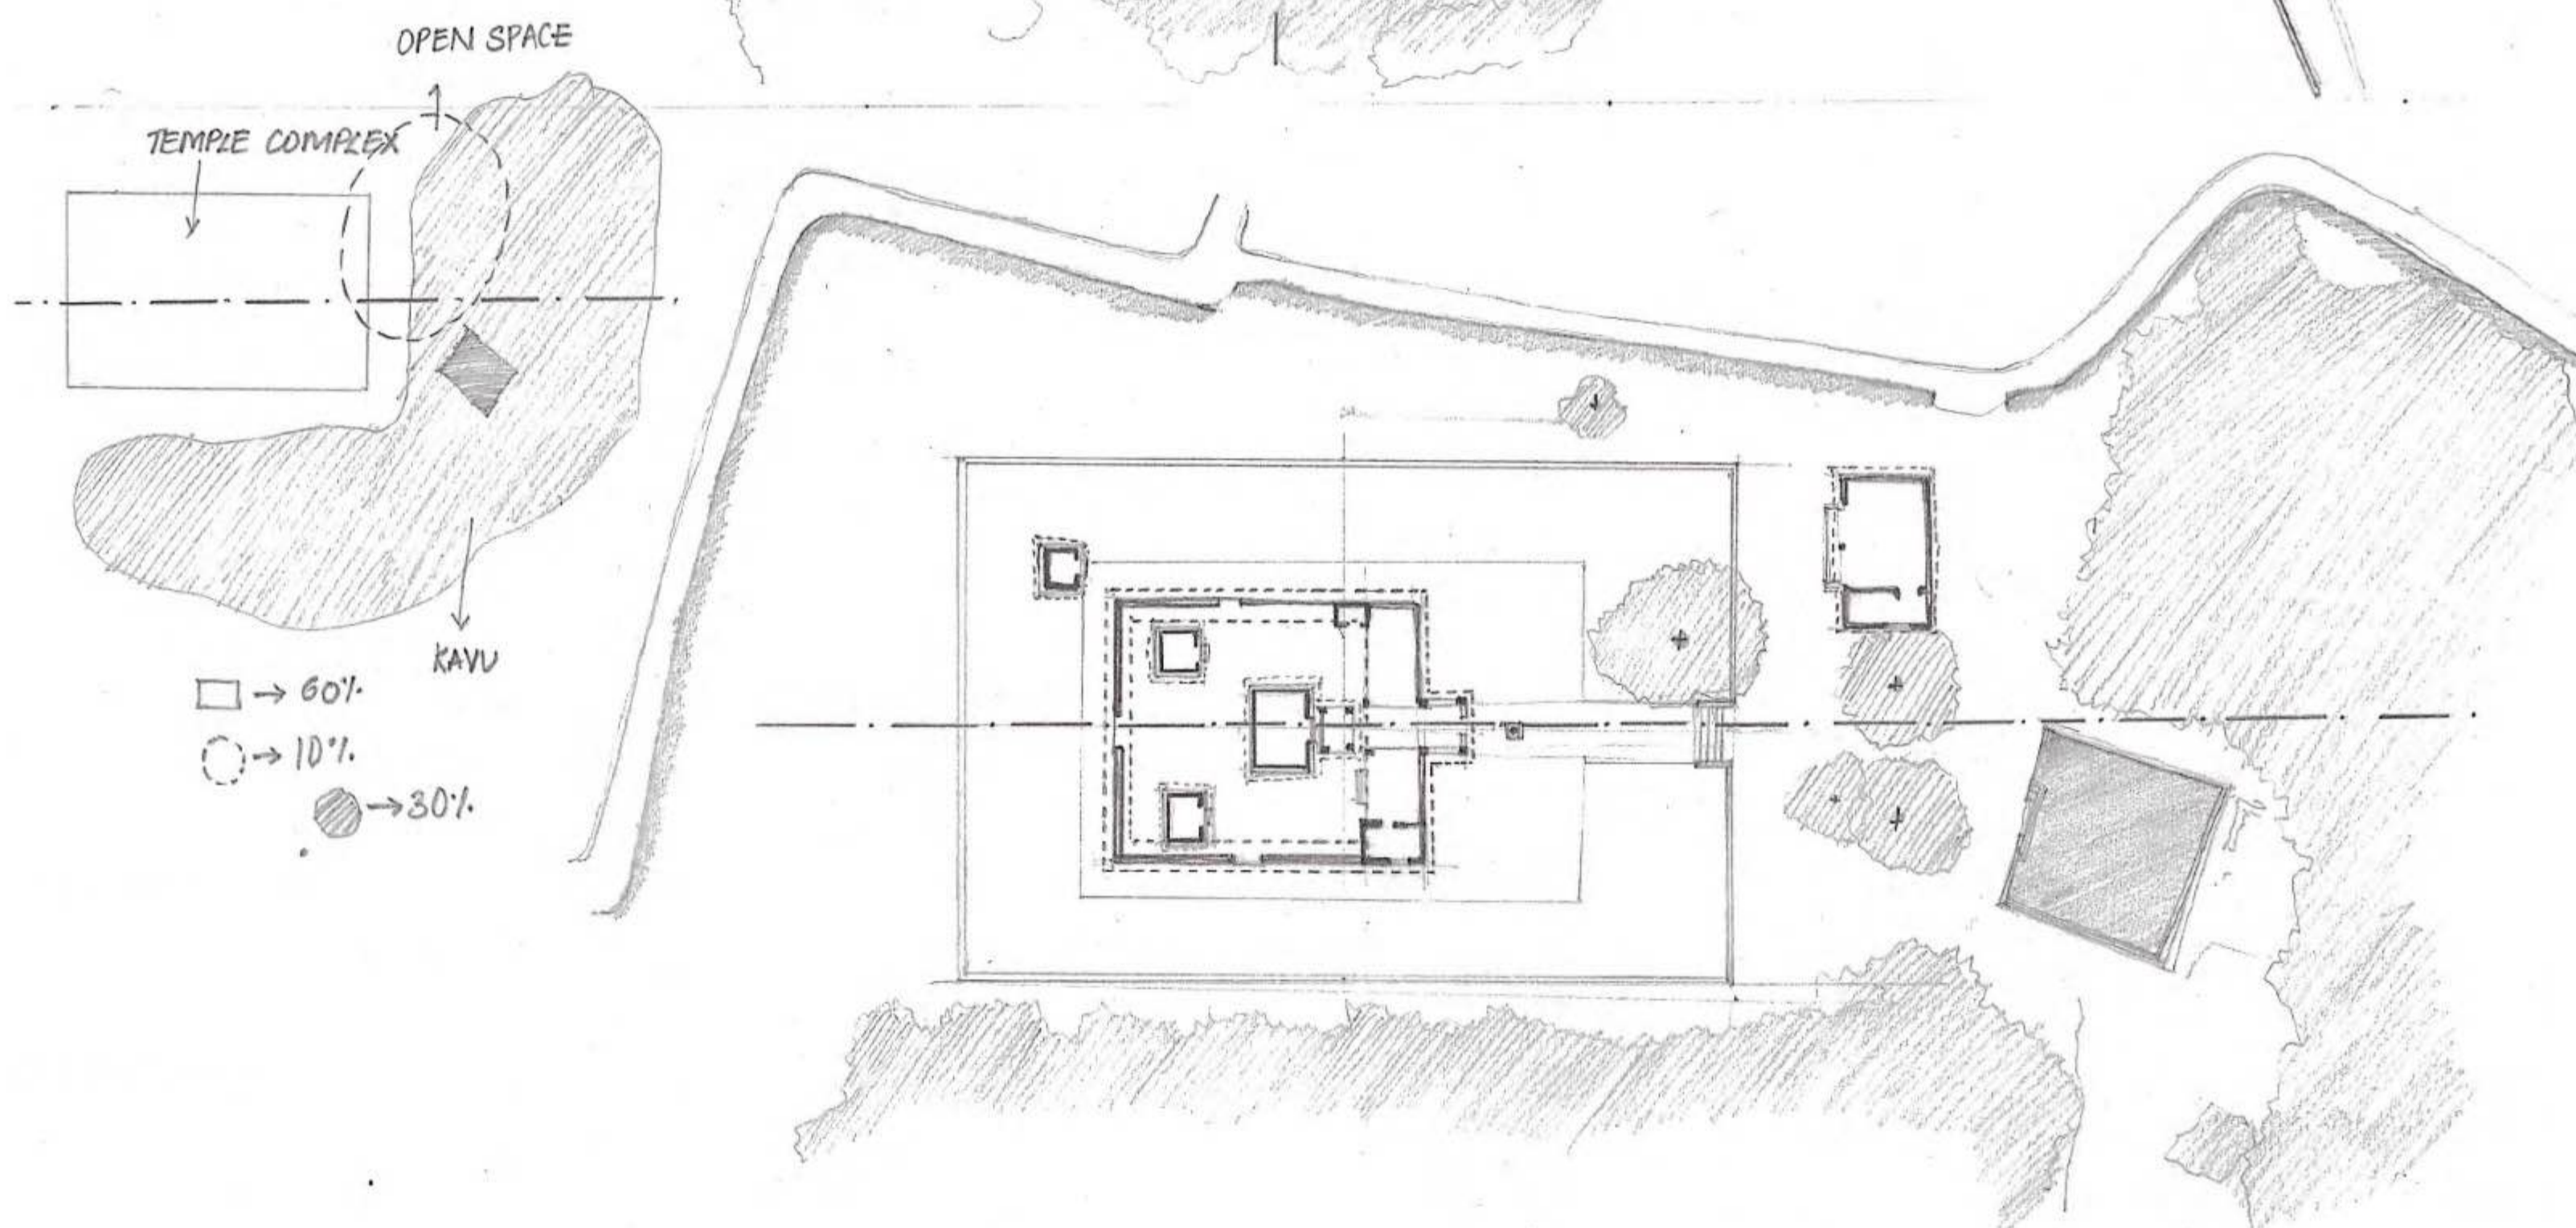 OPEN SPACE
TEMPLE COMPLEX
KAVU
→ 60%
→ 10%
→ 30%